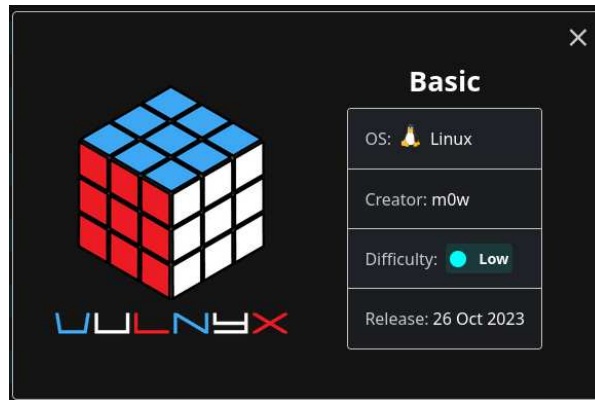 Basic
OS: Linux
Creator: m0w
Difficulty: Low
Release: 26 Oct 2023
VULNYX